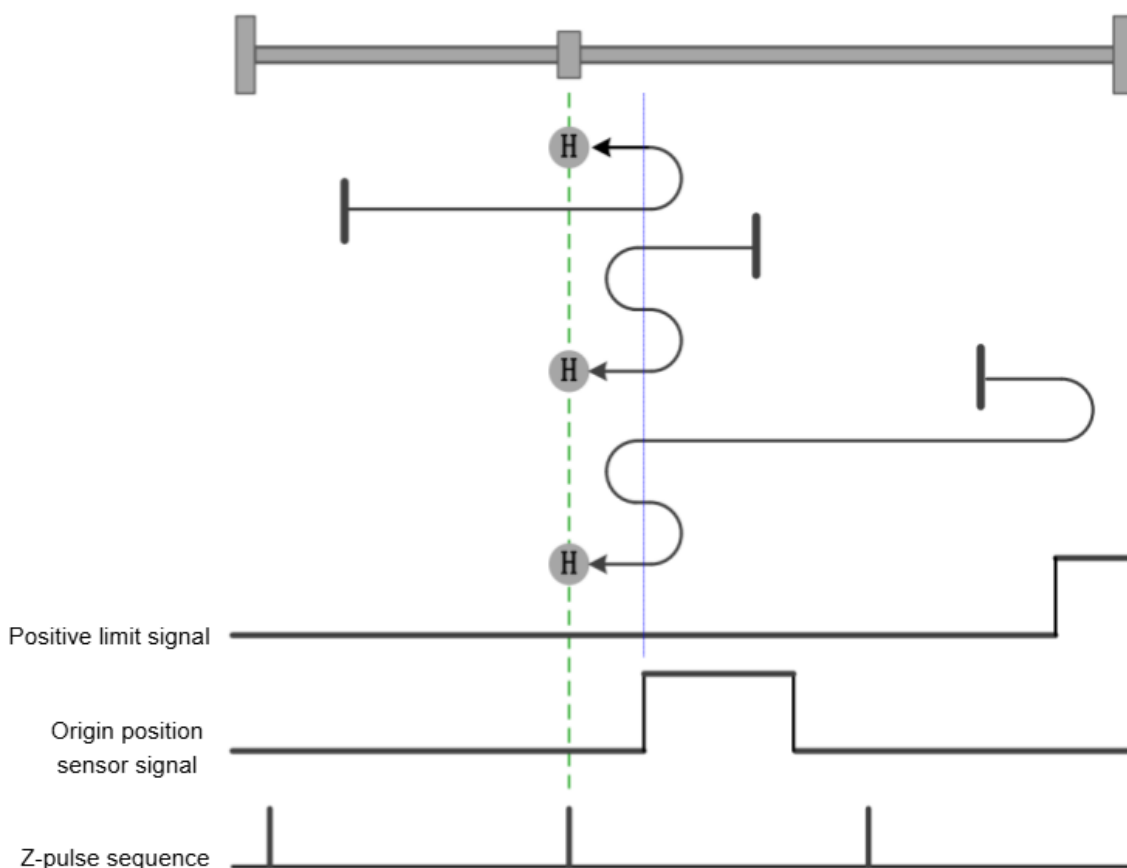 H
H
H
Positive limit signal
Origin position
sensor signal
Z-pulse sequence